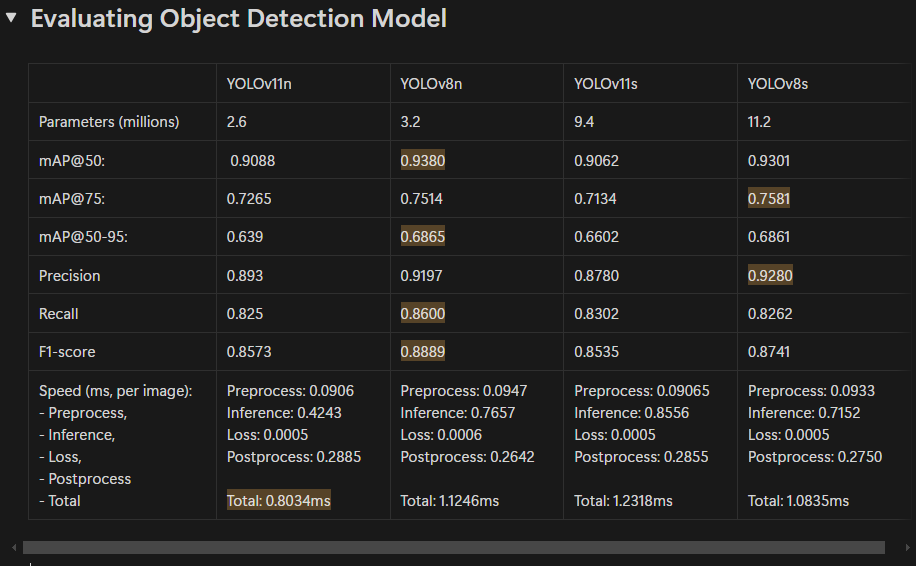 Evaluating Object Detection Model
YOLOv11n YOLOv8n YOLOv11s YOLOv8s
Parameters (millions) 2.6 3.2 9.4 11.2
mAP@50: 0.9088 0.9380 0.9062 0.9301
mAP@75: 0.7265 0.7514 0.7134 0.7581
mAP@50-95: 0.639 0.6865 0.6602 0.6861
Precision 0.893 0.9197 0.8780 0.9280
Recall 0.825 0.8600 0.8302 0.8262
F1-score 0.8573 0.8889 0.8535 0.8741
Speed (ms, per image): Preprocess: 0.0906 Preprocess: 0.0947 Preprocess: 0.09065 Preprocess: 0.0933
- Preprocess, Inference: 0.4243 Inference: 0.7657 Inference: 0.8556 Inference: 0.7152
- Inference, Loss: 0.0005 Loss: 0.0006 Loss: 0.0005 Loss: 0.0005
- Loss, Postprocess: 0.2885 Postprocess: 0.2642 Postprocess: 0.2855 Postprocess: 0.2750
- Postprocess
- Total Total: 0.8034ms Total: 1.1246ms Total: 1.2318ms Total: 1.0835ms